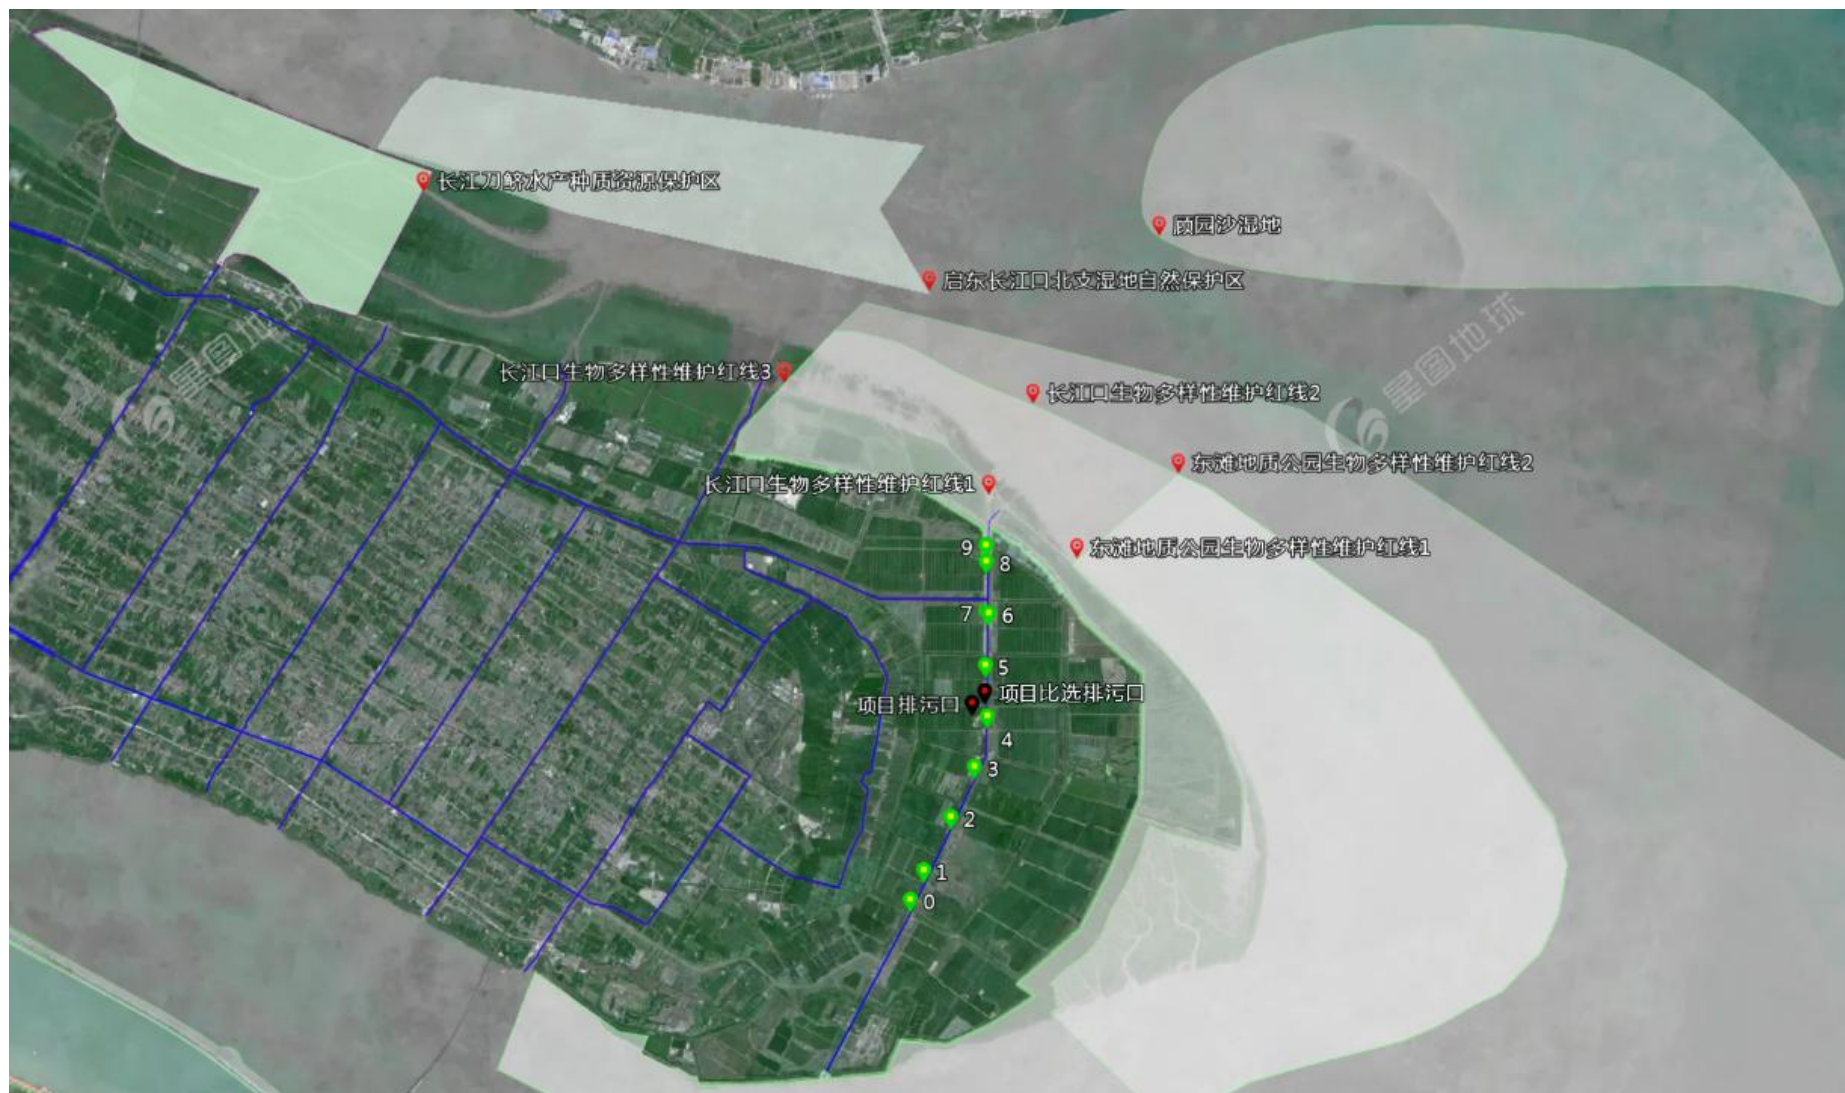 长江刀鲚水产种质资源保护区
顾园沙湿地
启东长江口北支湿地自然保护区
星图地球
星图地球
长江口生物多样性维护红线3
长江口生物多样性维护红线2
东滩地质公园生物多样性维护红线2
长江口生物多样性维护红线1
东滩地质公园生物多样性维护红线1
9
8
7
6
5
项目比选排污口
项目排污口
4
3
2
1
0